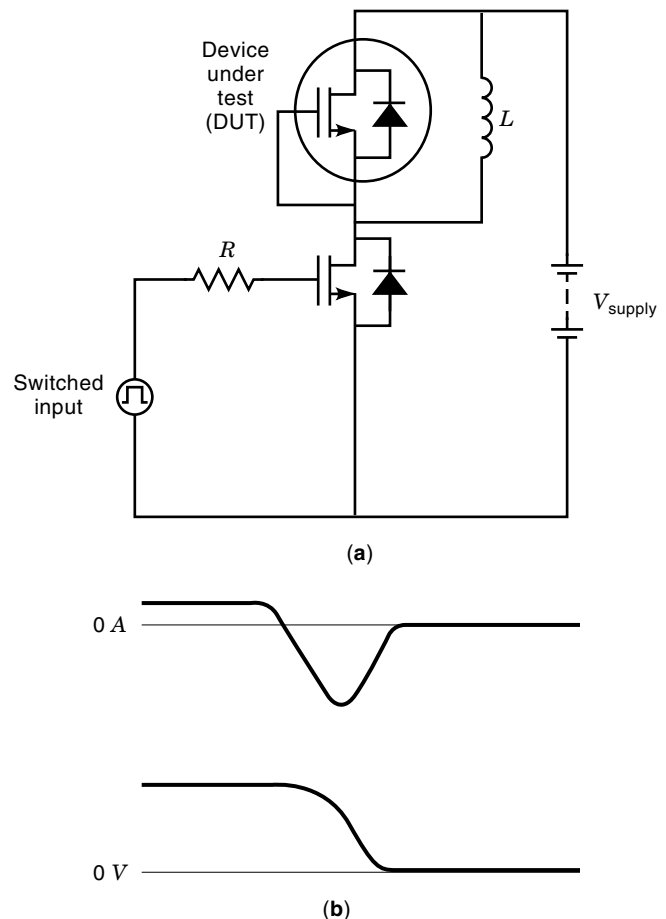 Device
under
test
(DUT)
L
R
V_supply
Switched
input
(a)
0 A
0 V
(b)